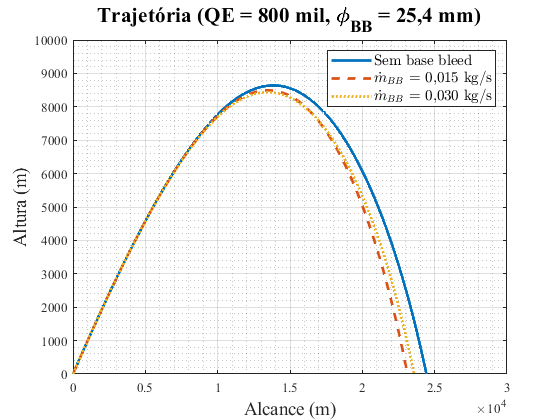 Trajetória (QE = 800 mil, ϕ_BB = 25,4 mm)
Sem base bleed
ṁ_BB = 0,015 kg/s
ṁ_BB = 0,030 kg/s
10000
9000
8000
7000
6000
5000
4000
3000
2000
1000
0
Altura (m)
0 0.5 1 1.5 2 2.5 3
×10^4
Alcance (m)